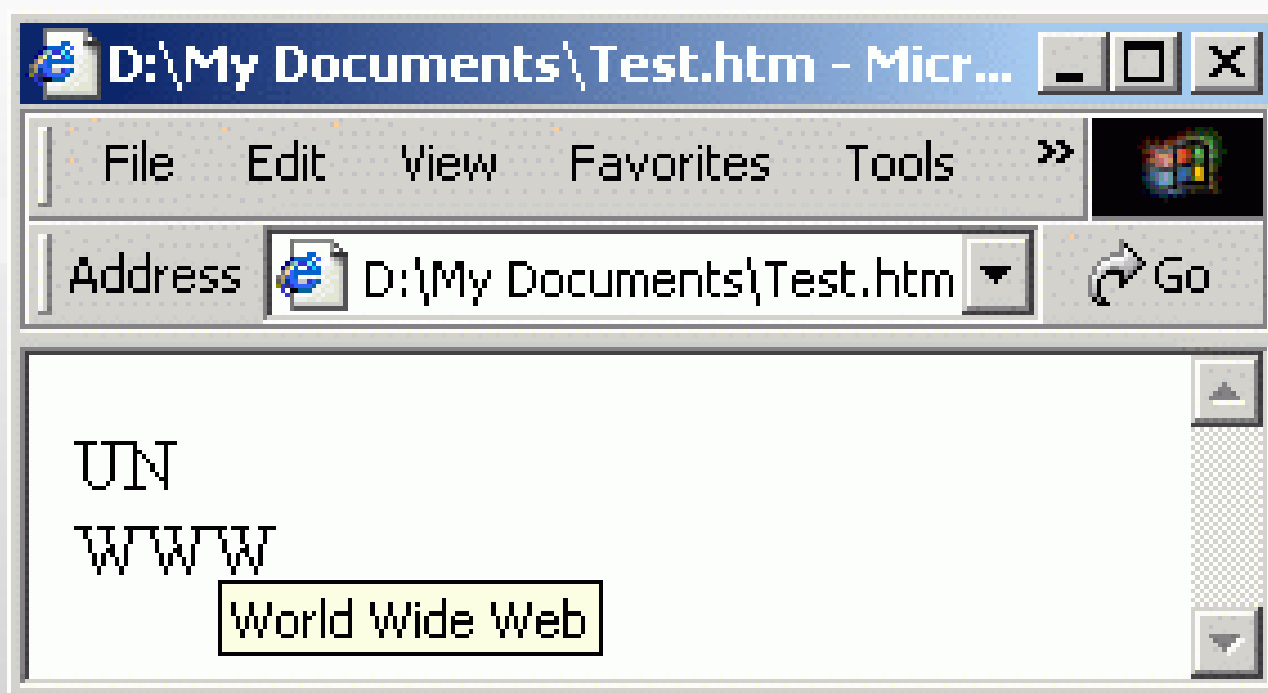 D:\My Documents\Test.htm - Micr...
File Edit View Favorites Tools »
Address D:\My Documents\Test.htm Go
UN
WWW
World Wide Web